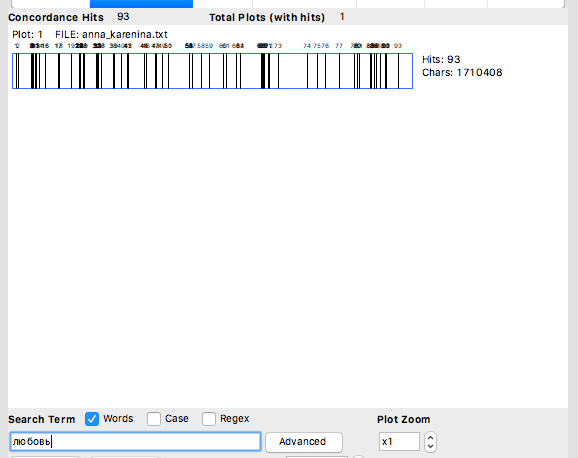 Concordance Hits 93 Total Plots (with hits) 1
Plot: 1 FILE: anna_karenina.txt
Hits: 93
Chars: 1710408
Search Term Words Case Regex Plot Zoom
любовь Advanced x1